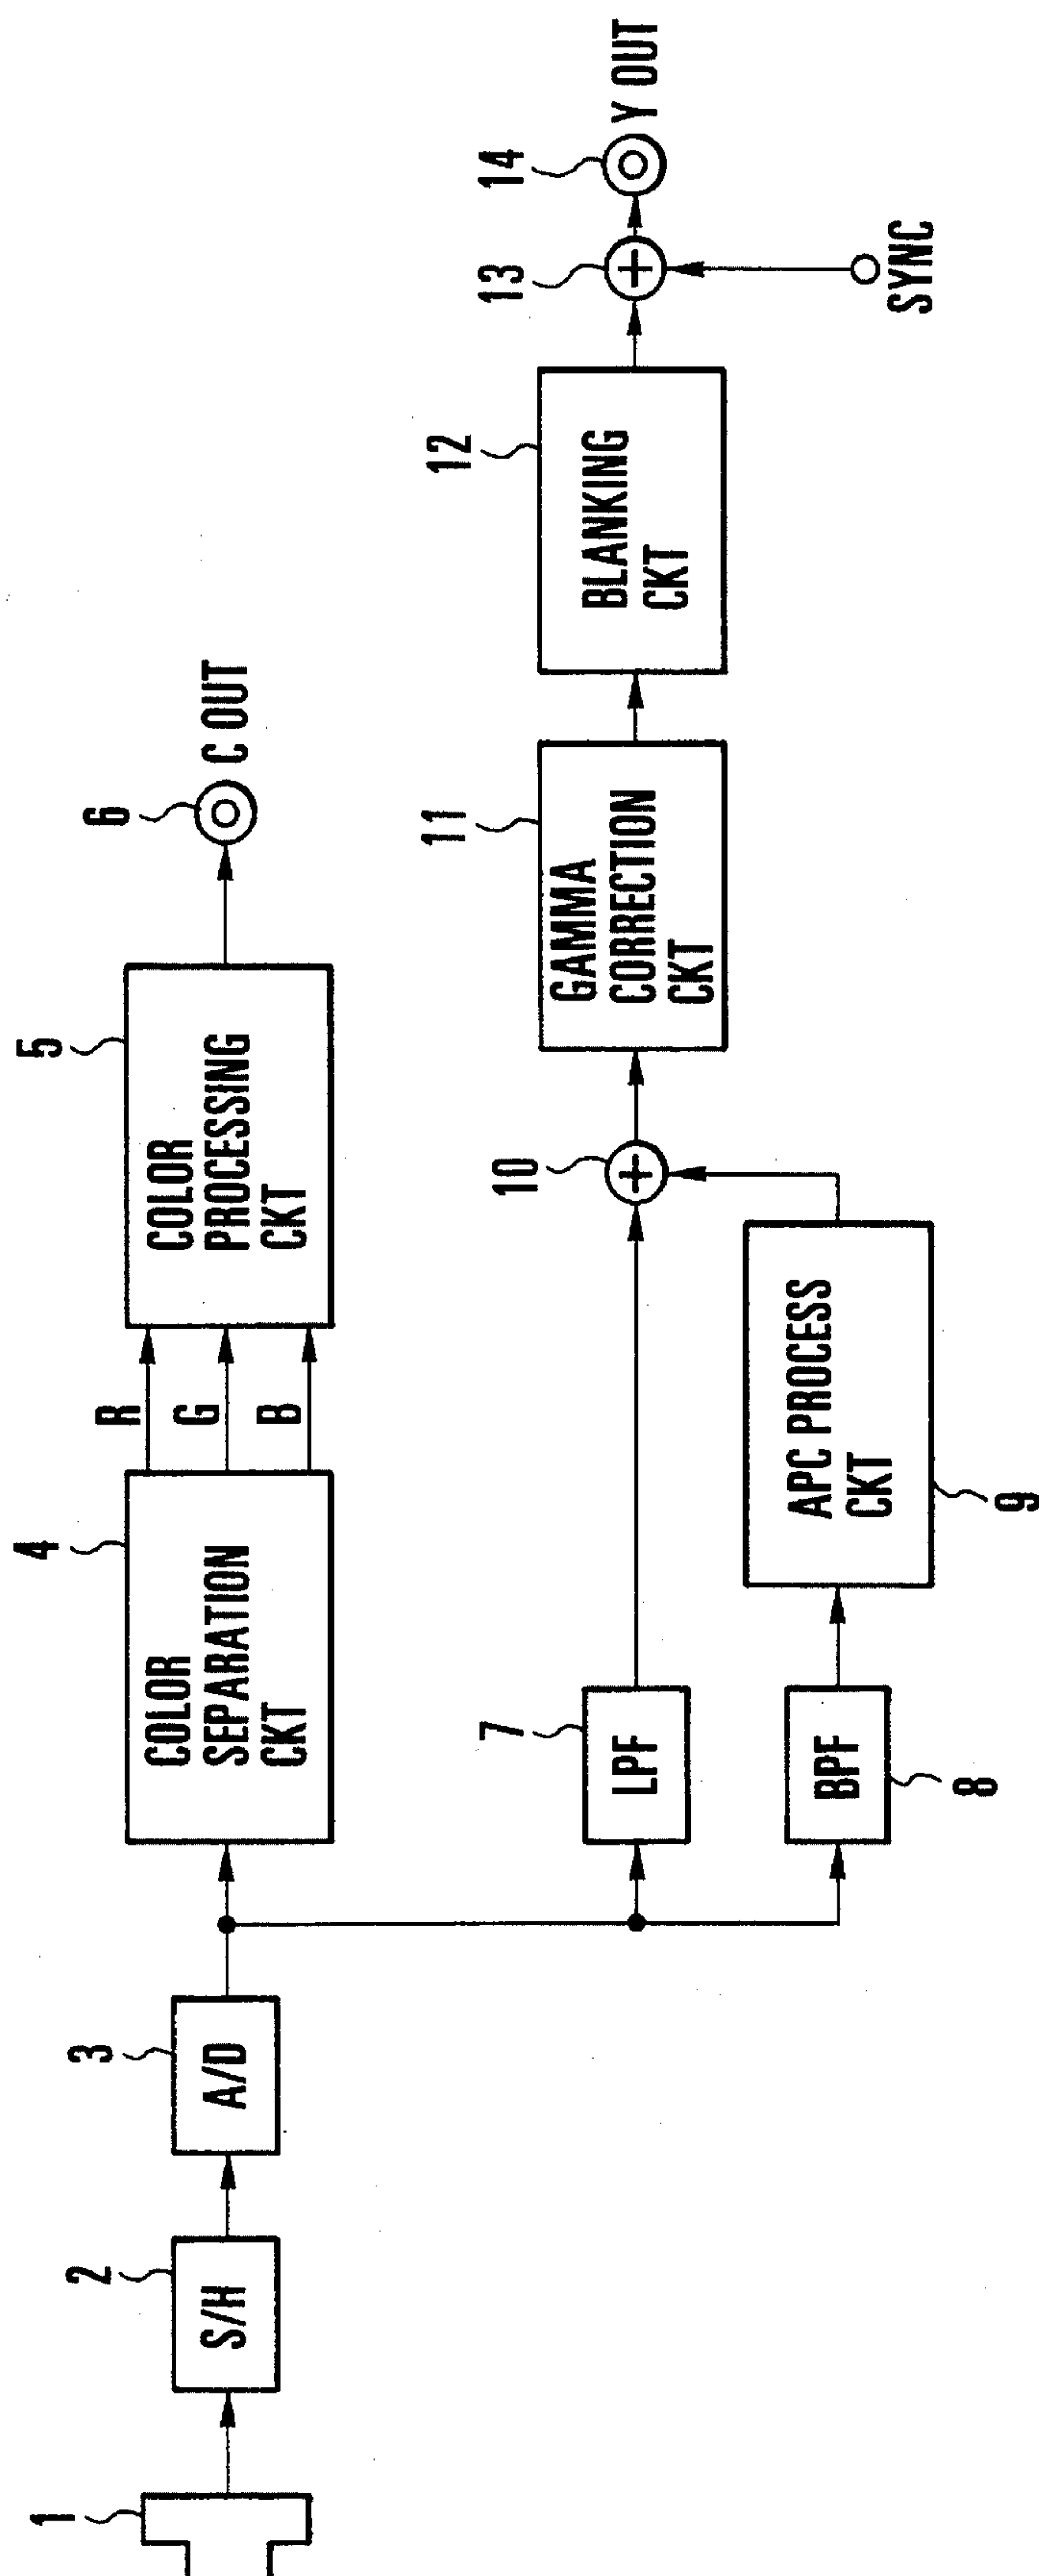 1
2
S/H
3
A/D
4
COLOR
SEPARATION
CKT
R
G
B
5
COLOR
PROCESSING
CKT
6
C OUT
7
LPF
8
BPF
9
APC PROCESS
CKT
10
11
GAMMA
CORRECTION
CKT
12
BLANKING
CKT
13
SYNC
14
Y OUT